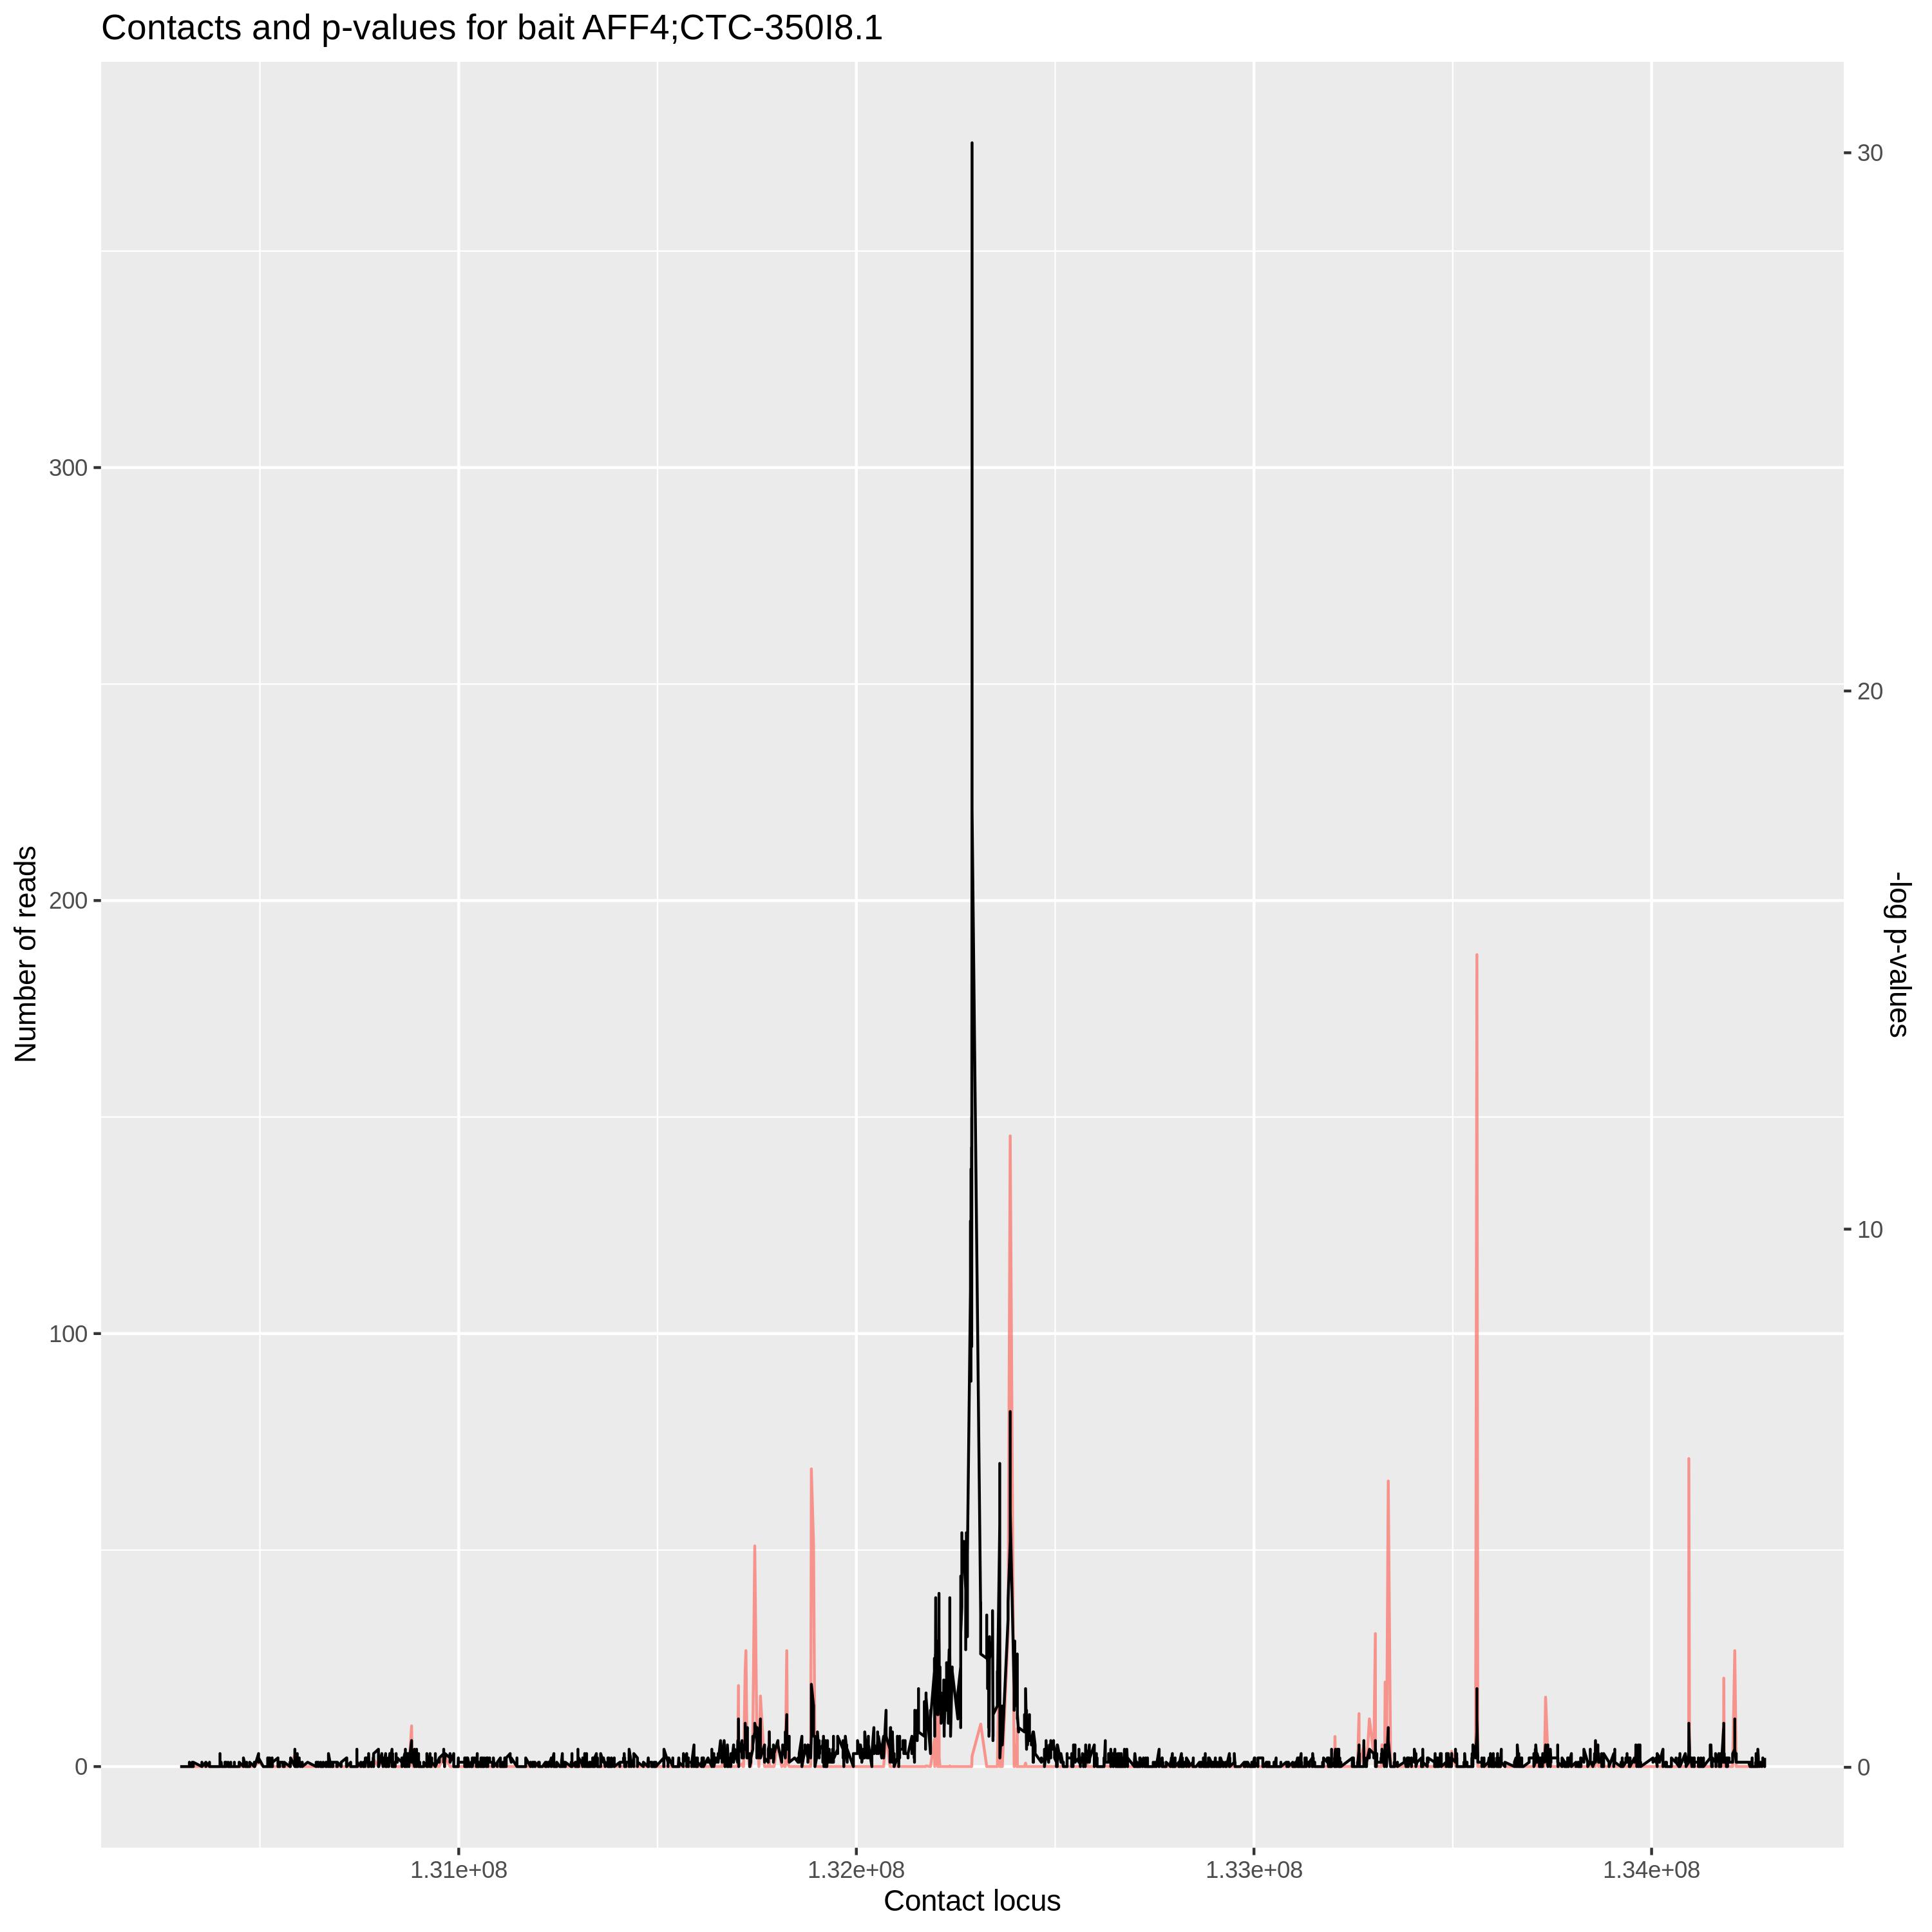 Contacts and p-values for bait AFF4;CTC-350I8.1
30
300
20
200
Number of reads
-log p-values
10
100
0
0
1.31e+08
1.32e+08
1.33e+08
1.34e+08
Contact locus